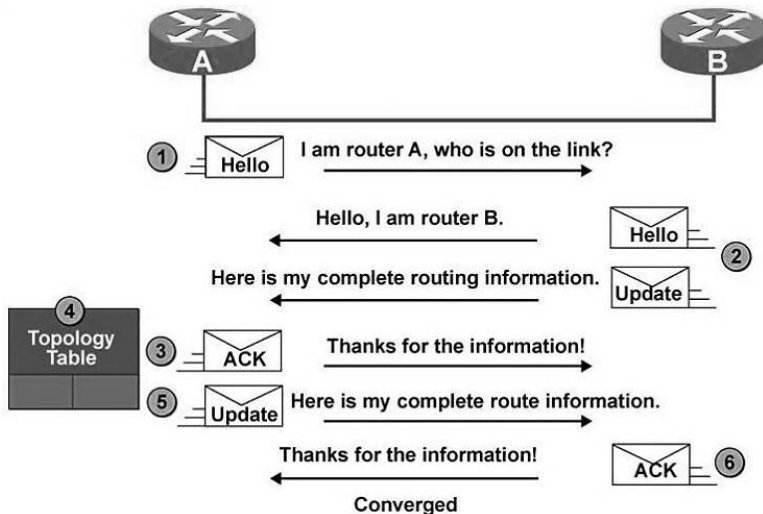 A
B
1
Hello
I am router A, who is on the link?
Hello, I am router B.
Hello
2
Here is my complete routing information.
Update
4
Topology
Table
3
ACK
Thanks for the information!
5
Update
Here is my complete route information.
Thanks for the information!
ACK
6
Converged